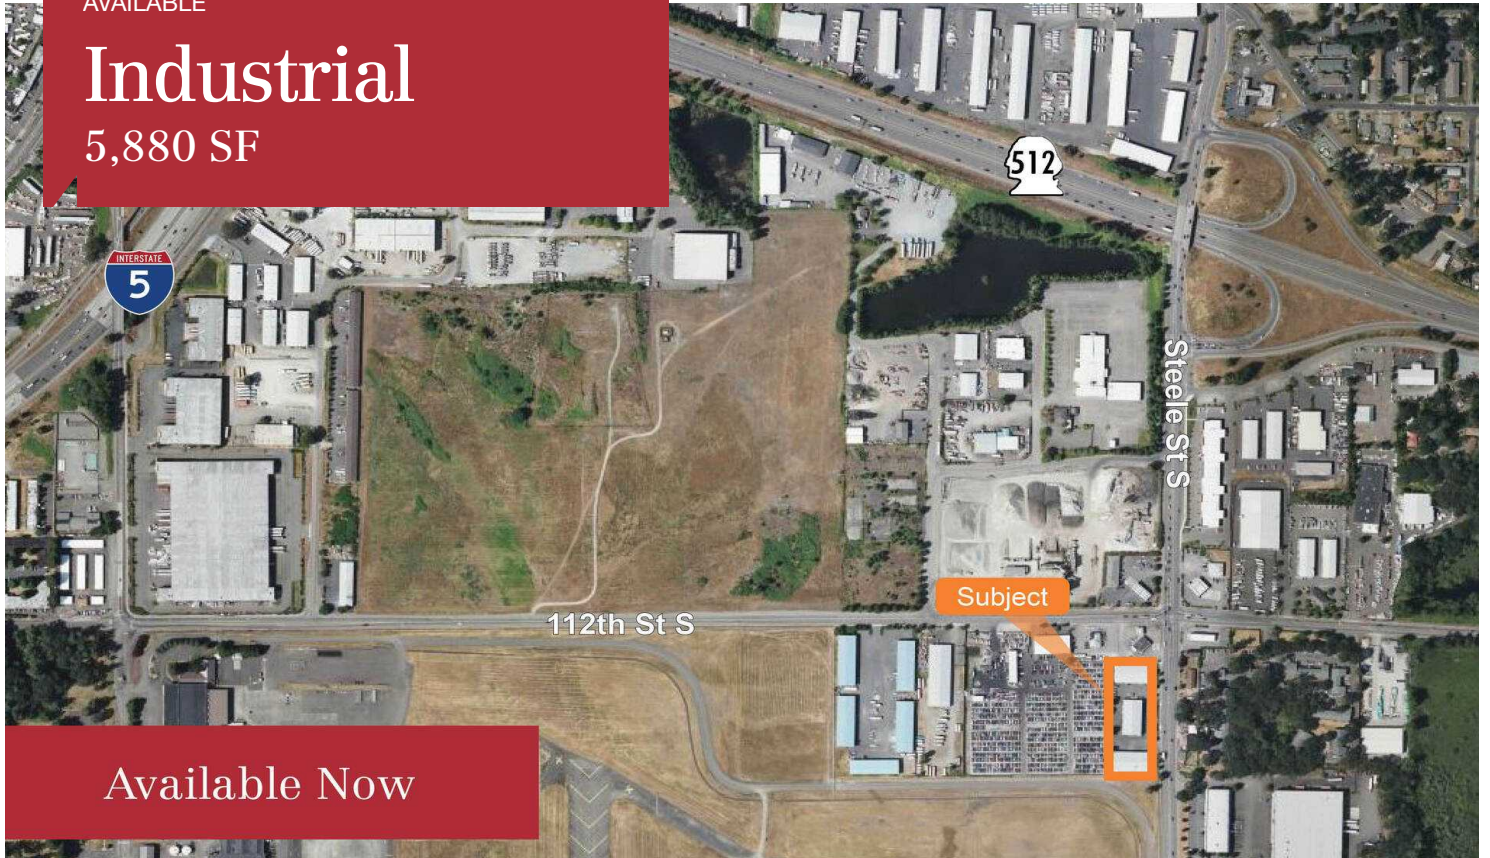 AVAILABLE
Industrial
5,880 SF
512
INTERSTATE
5
Steele St S
Subject
112th St S
Available Now